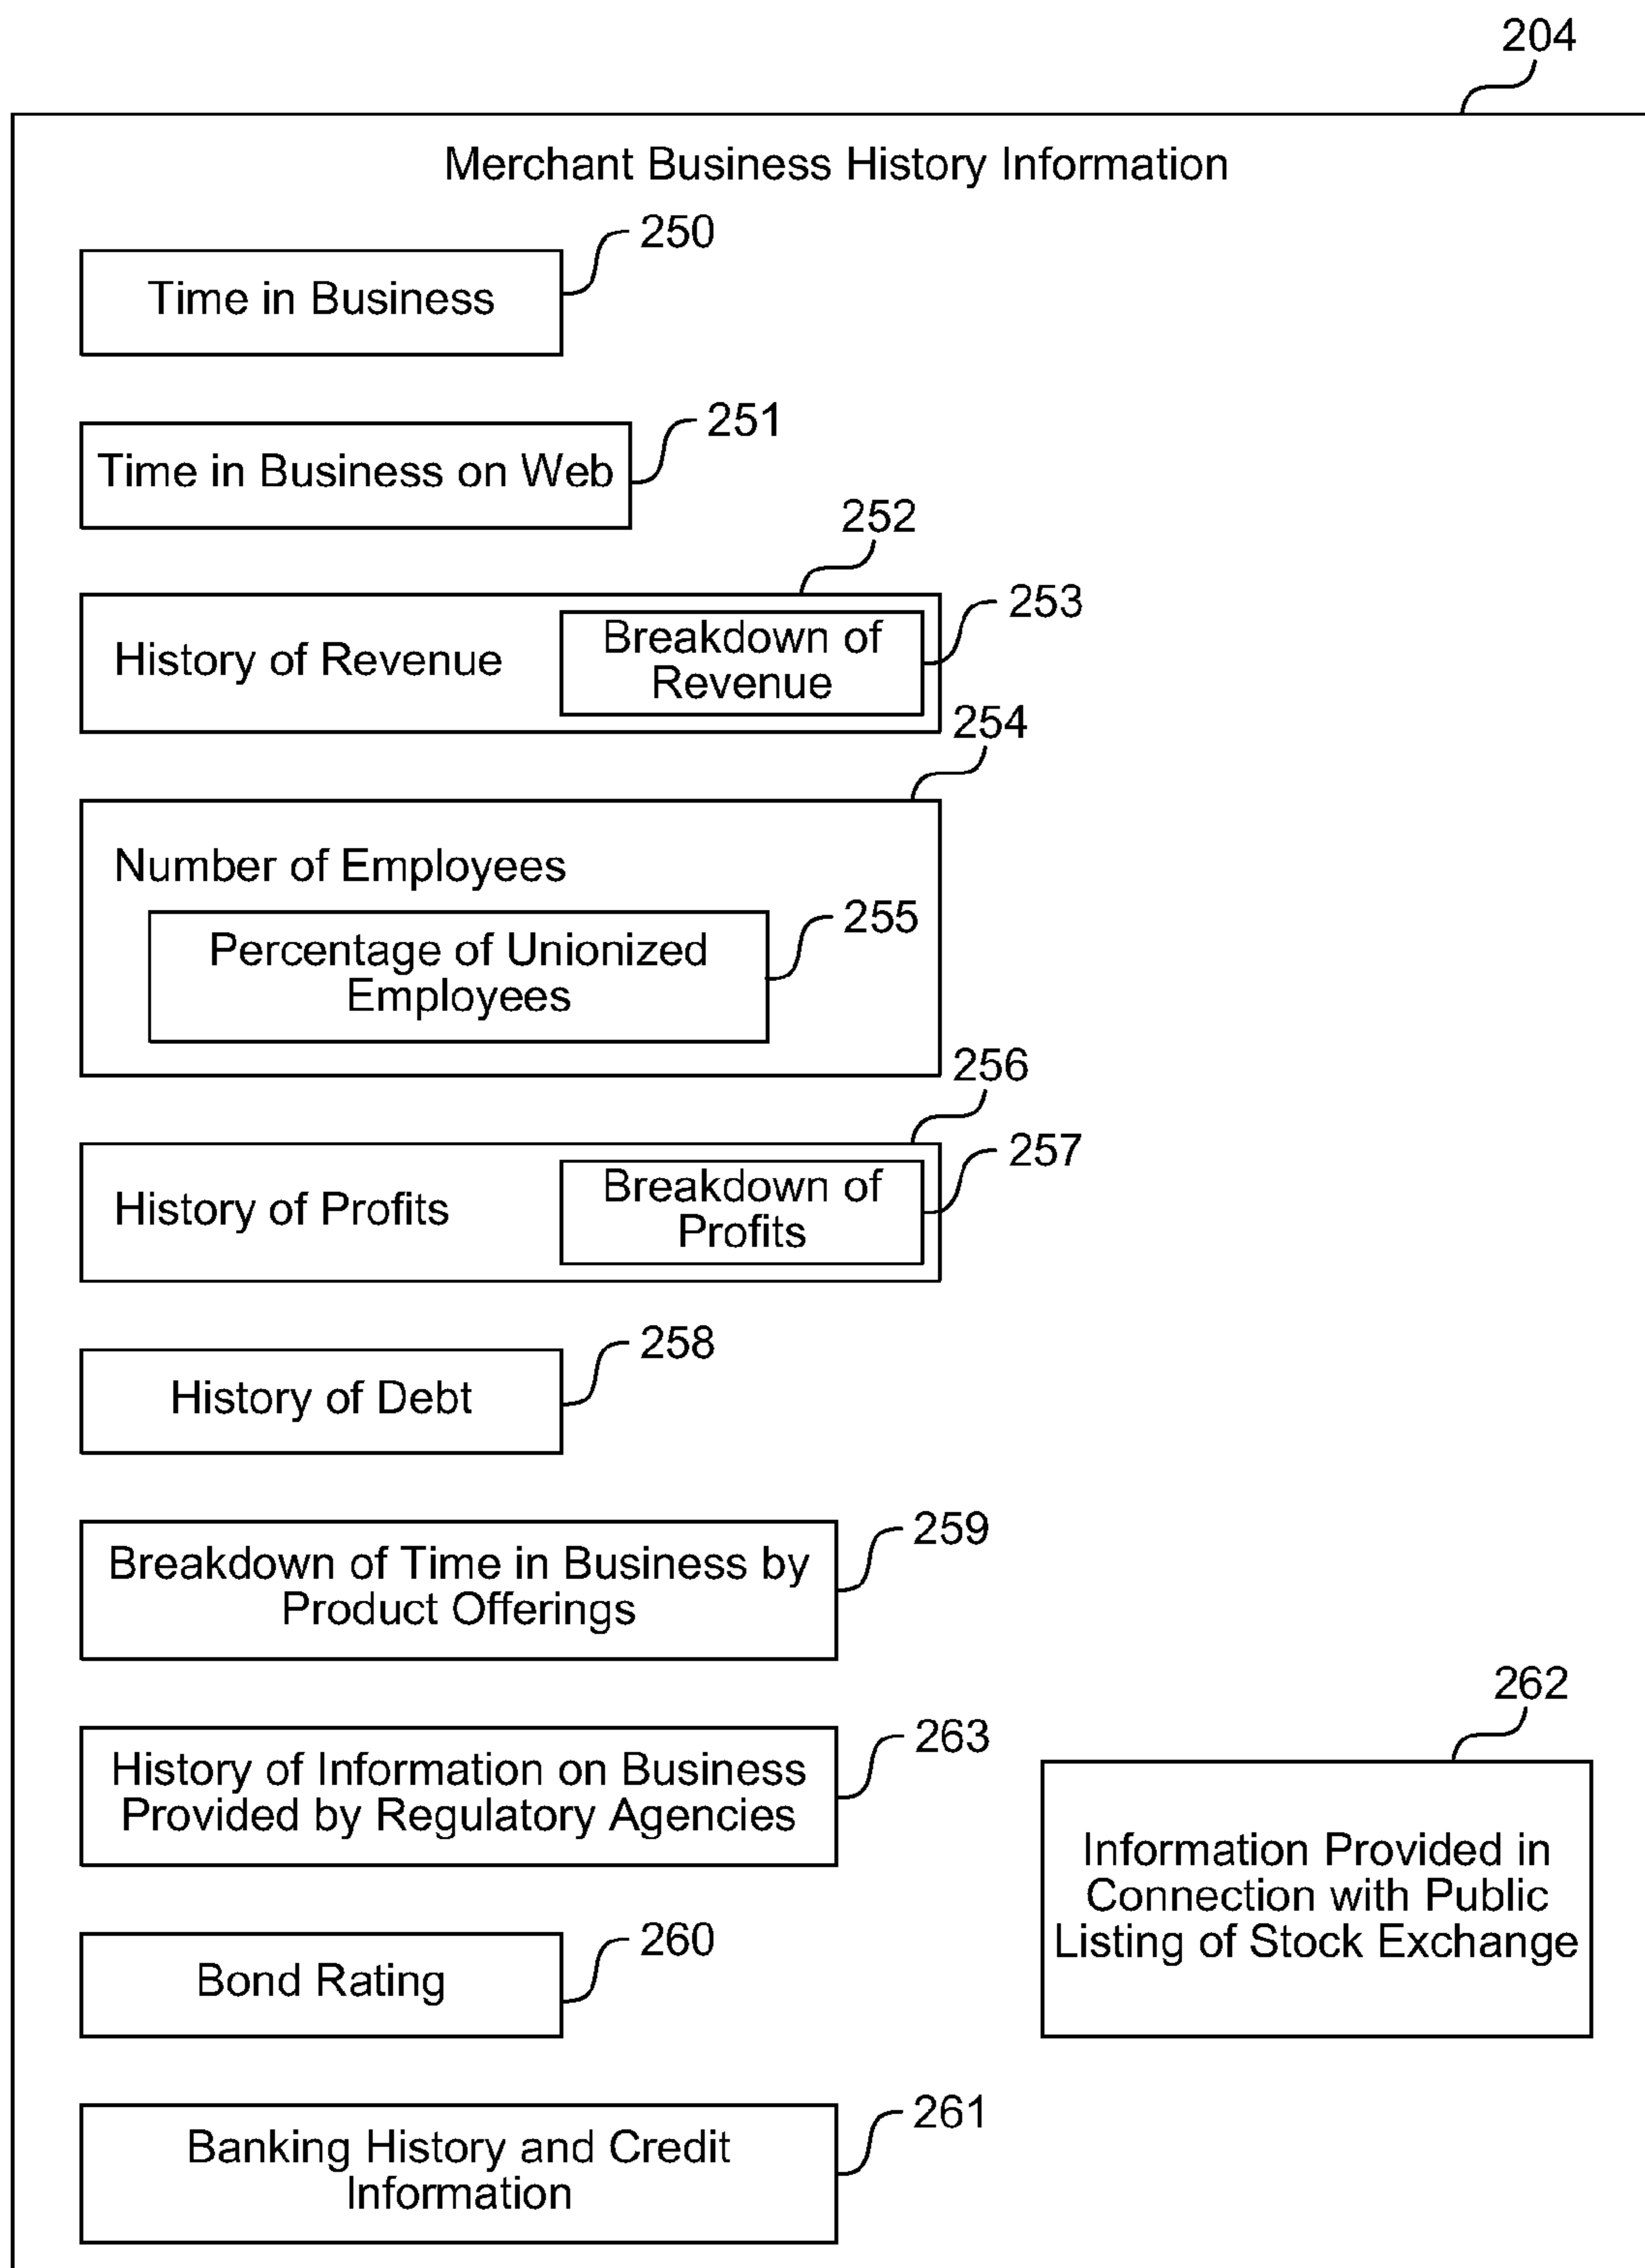 204
Merchant Business History Information
250
Time in Business
251
Time in Business on Web
252
253
History of Revenue
Breakdown of
Revenue
254
Number of Employees
255
Percentage of Unionized
Employees
256
257
History of Profits
Breakdown of
Profits
258
History of Debt
259
Breakdown of Time in Business by
Product Offerings
263
History of Information on Business
Provided by Regulatory Agencies
262
Information Provided in
Connection with Public
Listing of Stock Exchange
260
Bond Rating
261
Banking History and Credit
Information